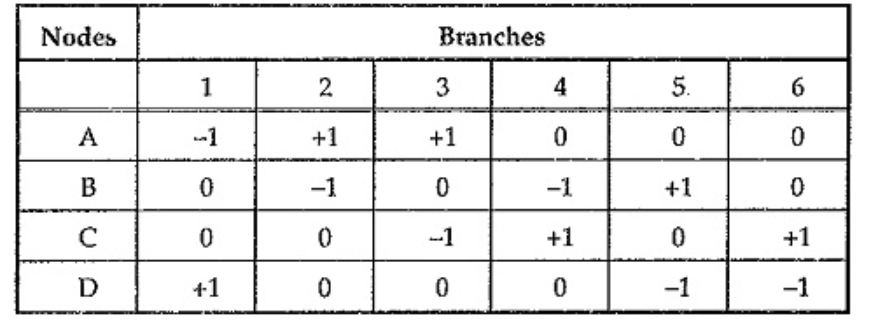 Nodes Branches
1 2 3 4 5. 6
A -1 +1 +1 0 0 0
B 0 -1 0 -1 +1 0
C 0 0 -1 +1 0 +1
D +1 0 0 0 -1 -1